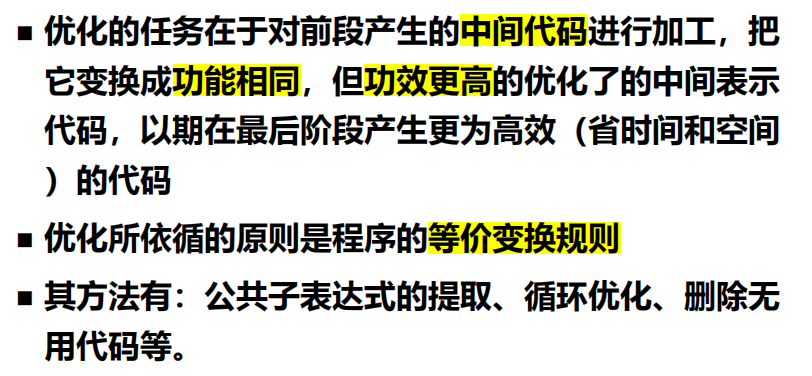 ■ 优化的任务在于对前段产生的中间代码进行加工，把
它变换成功能相同，但功效更高的优化了的中间表示
代码，以期在最后阶段产生更为高效（省时间和空间
）的代码
■ 优化所依循的原则是程序的等价变换规则
■ 其方法有：公共子表达式的提取、循环优化、删除无
用代码等。